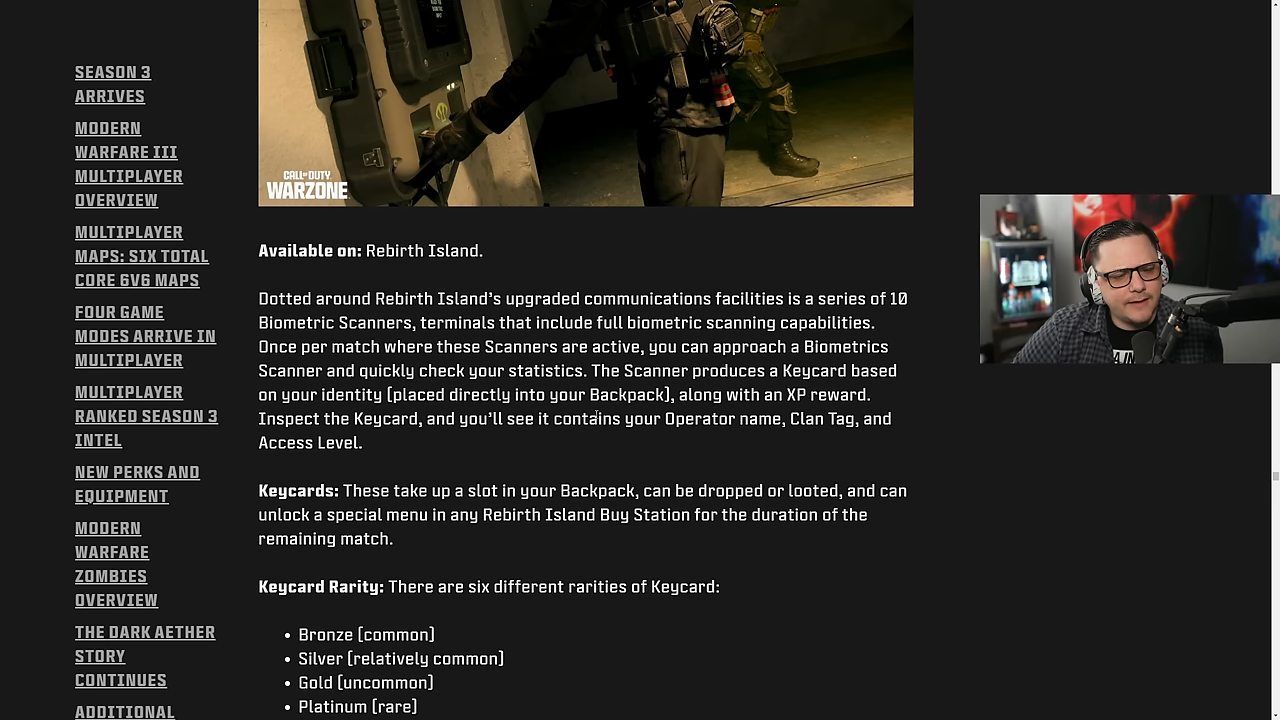 SEASON 3
ARRIVES
MODERN
WARFARE III
MULTIPLAYER
OVERVIEW
MULTIPLAYER
MAPS: SIX TOTAL
CORE 6V6 MAPS
FOUR GAME
MODES ARRIVE IN
MULTIPLAYER
MULTIPLAYER
RANKED SEASON 3
INTEL
NEW PERKS AND
EQUIPMENT
MODERN
WARFARE
ZOMBIES
OVERVIEW
THE DARK AETHER
STORY
CONTINUES
ADDITIONAL
CALL OF DUTY
WARZONE
Available on: Rebirth Island.
Dotted around Rebirth Island’s upgraded communications facilities is a series of 10
Biometric Scanners, terminals that include full biometric scanning capabilities.
Once per match where these Scanners are active, you can approach a Biometrics
Scanner and quickly check your statistics. The Scanner produces a Keycard based
on your identity (placed directly into your Backpack), along with an XP reward.
Inspect the Keycard, and you’ll see it contains your Operator name, Clan Tag, and
Access Level.
Keycards: These take up a slot in your Backpack, can be dropped or looted, and can
unlock a special menu in any Rebirth Island Buy Station for the duration of the
remaining match.
Keycard Rarity: There are six different rarities of Keycard:
• Bronze (common)
• Silver (relatively common)
• Gold (uncommon)
• Platinum (rare)